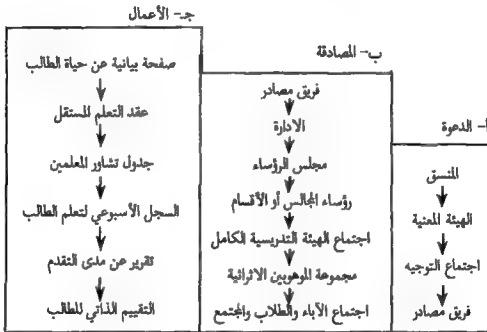 أ- الدعوة
المنسق
الهيئة المعنية
اجتماع التوجيه
فريق مصادر
ب- المصادقة
فريق مصادر
الادارة
مجلس الرؤساء
رؤساء المجالس أو الأقسام
اجتماع الهيئة التدريسية الكامل
مجموعة الموهوبين الاثرائية
اجتماع الآباء والطلاب والمجتمع
جـ- الأعمال
صفحة بيانية عن حياة الطالب
عقد التعلم المستقل
جدول تشاور المعلمين
السجل الأسبوعي لتعلم الطالب
تقرير عن مدى التقدم
التقييم الذاتي للطالب